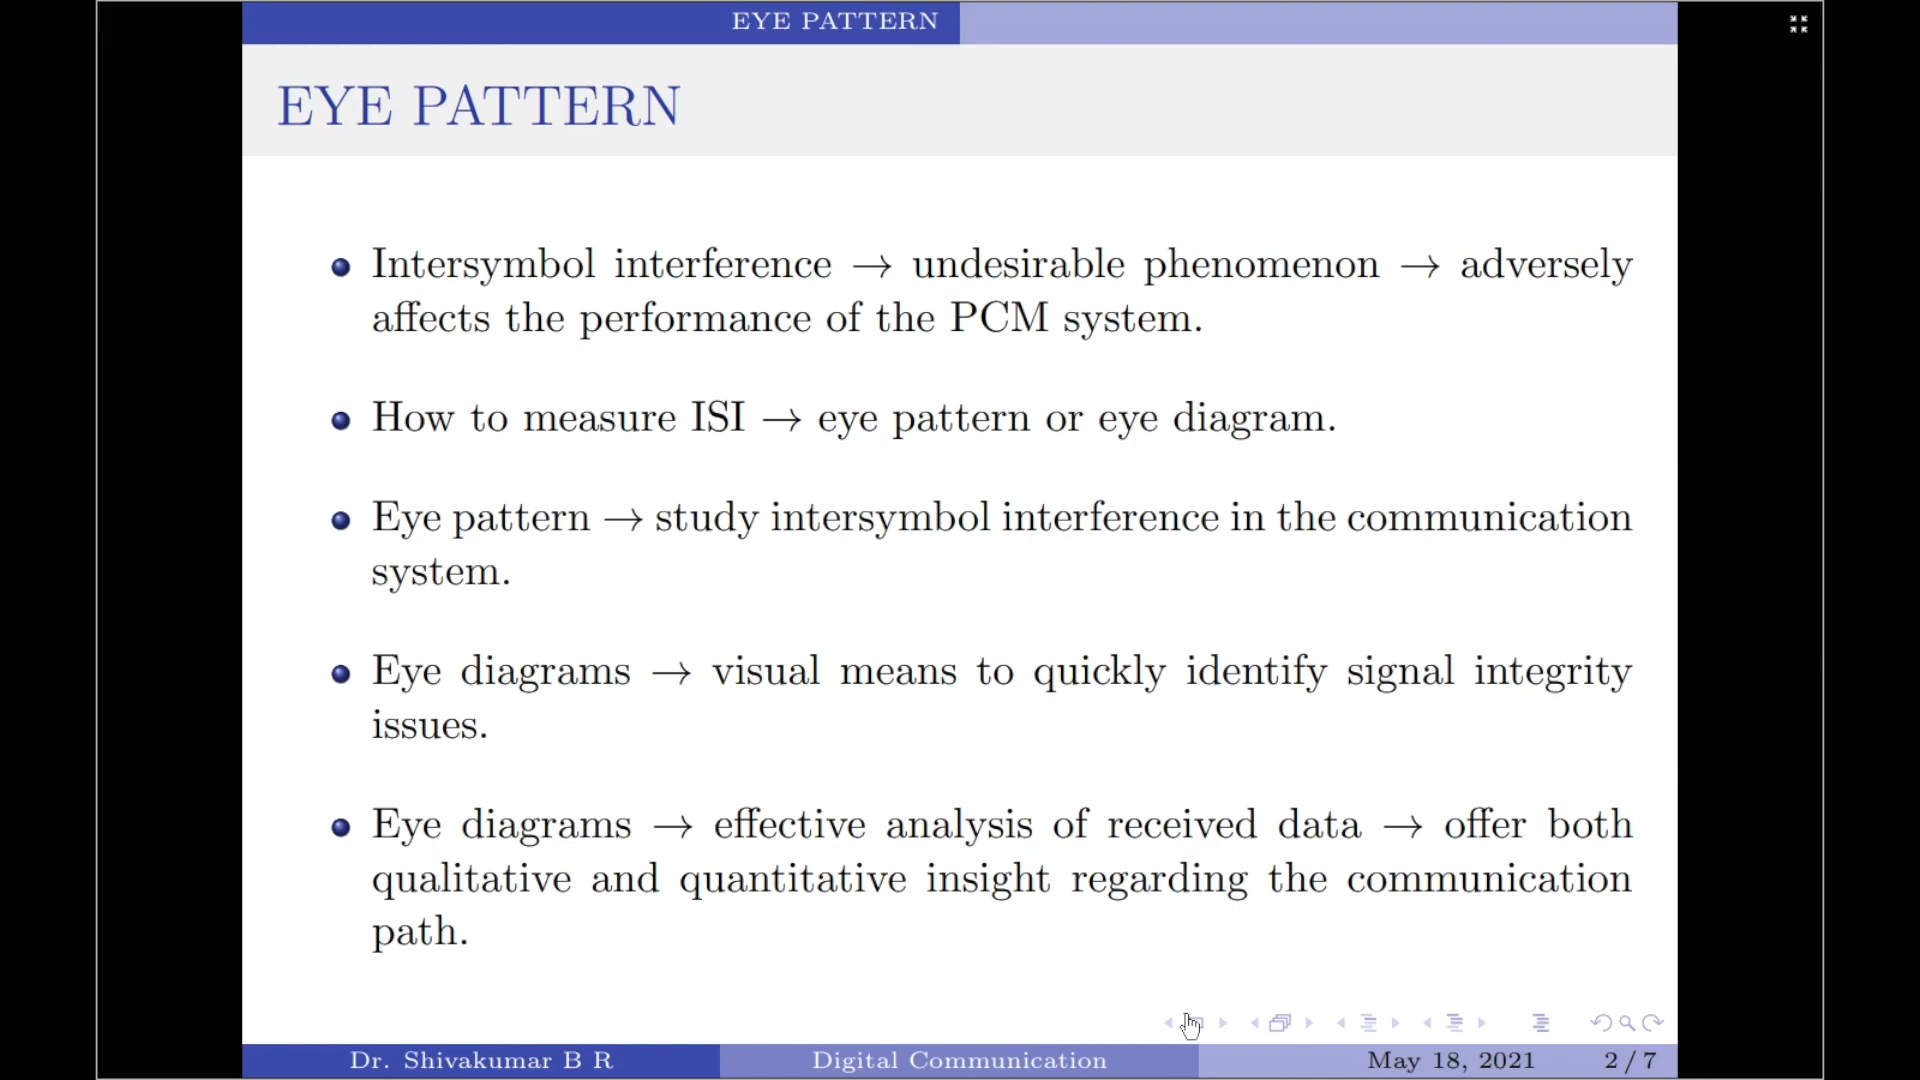 EYE PATTERN
EYE PATTERN
Intersymbol interference → undesirable phenomenon → adversely
affects the performance of the PCM system.
How to measure ISI → eye pattern or eye diagram.
Eye pattern → study intersymbol interference in the communication
system.
Eye diagrams → visual means to quickly identify signal integrity
issues.
Eye diagrams → effective analysis of received data → offer both
qualitative and quantitative insight regarding the communication
path.
Dr. Shivakumar B R Digital Communication May 18, 2021 2 / 7